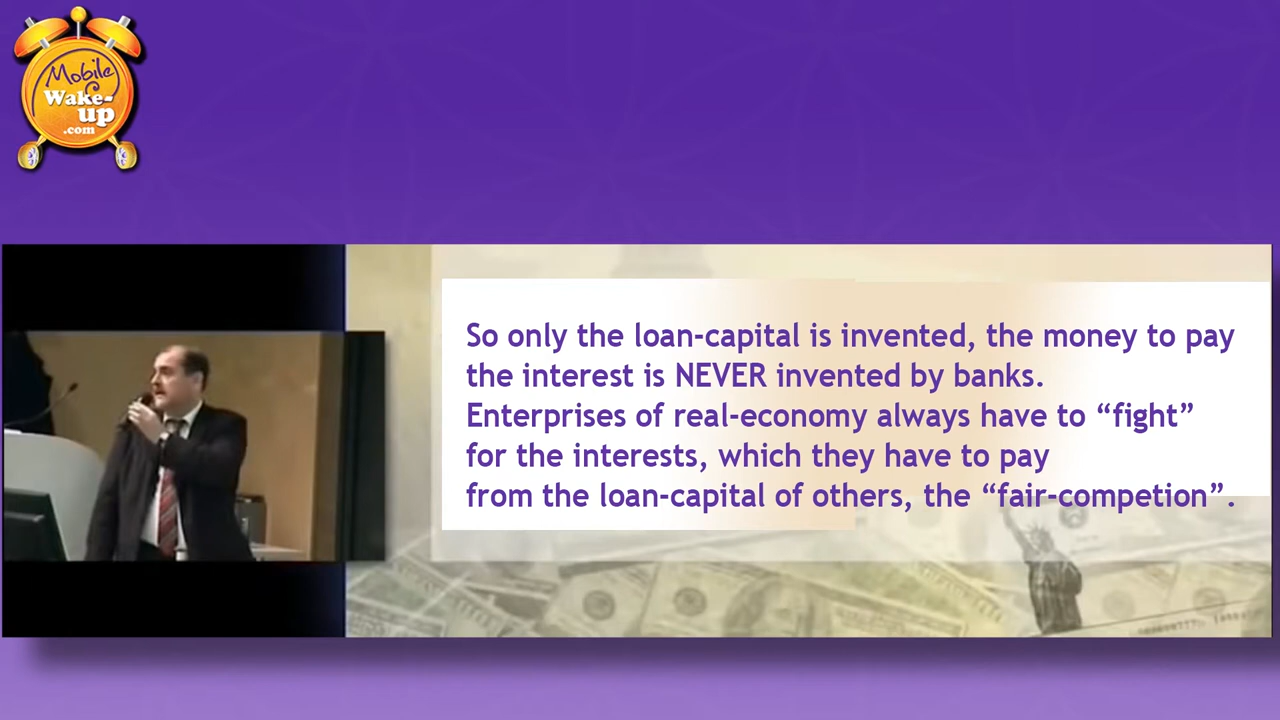 Mobile
Wake-
up
.com
So only the loan-capital is invented, the money to pay
the interest is NEVER invented by banks.
Enterprises of real-economy always have to “fight”
for the interests, which they have to pay
from the loan-capital of others, the “fair-competion”.